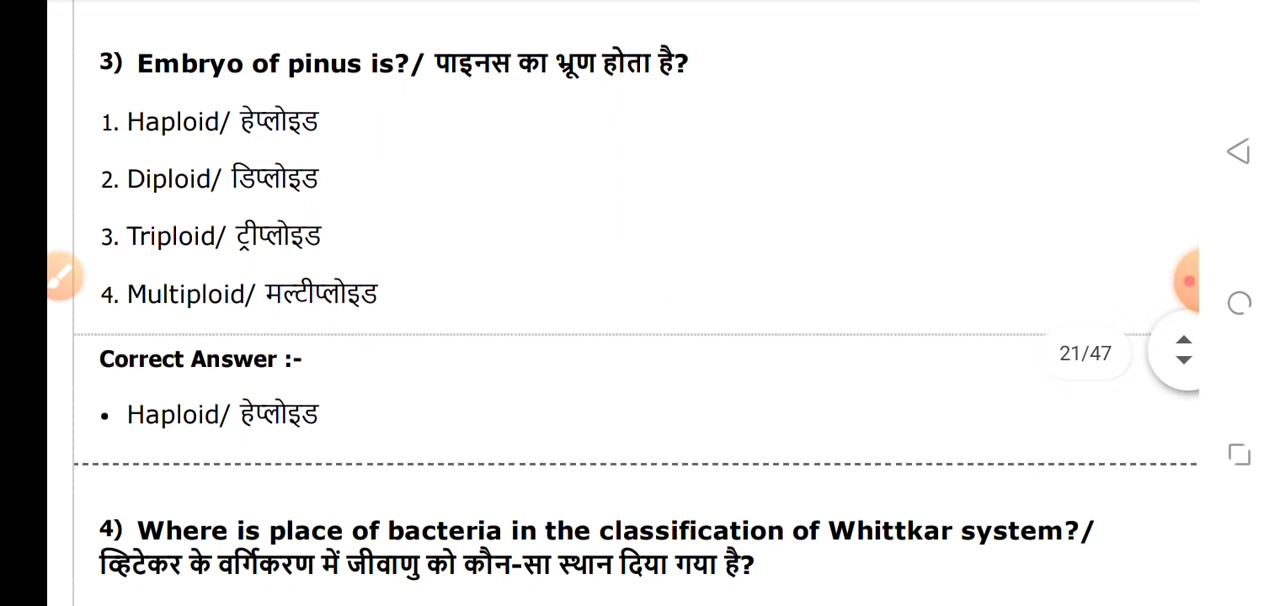 3) Embryo of pinus is?/ पाइनस का भ्रूण होता है?
1. Haploid/ हेप्लोइड
2. Diploid/ डिप्लोइड
3. Triploid/ ट्रीप्लोइड
4. Multiploid/ मल्टीप्लोइड
Correct Answer :-
21/47
• Haploid/ हेप्लोइड
4) Where is place of bacteria in the classification of Whittkar system?/
व्हिटेकर के वर्गिकरण में जीवाणु को कौन-सा स्थान दिया गया है?